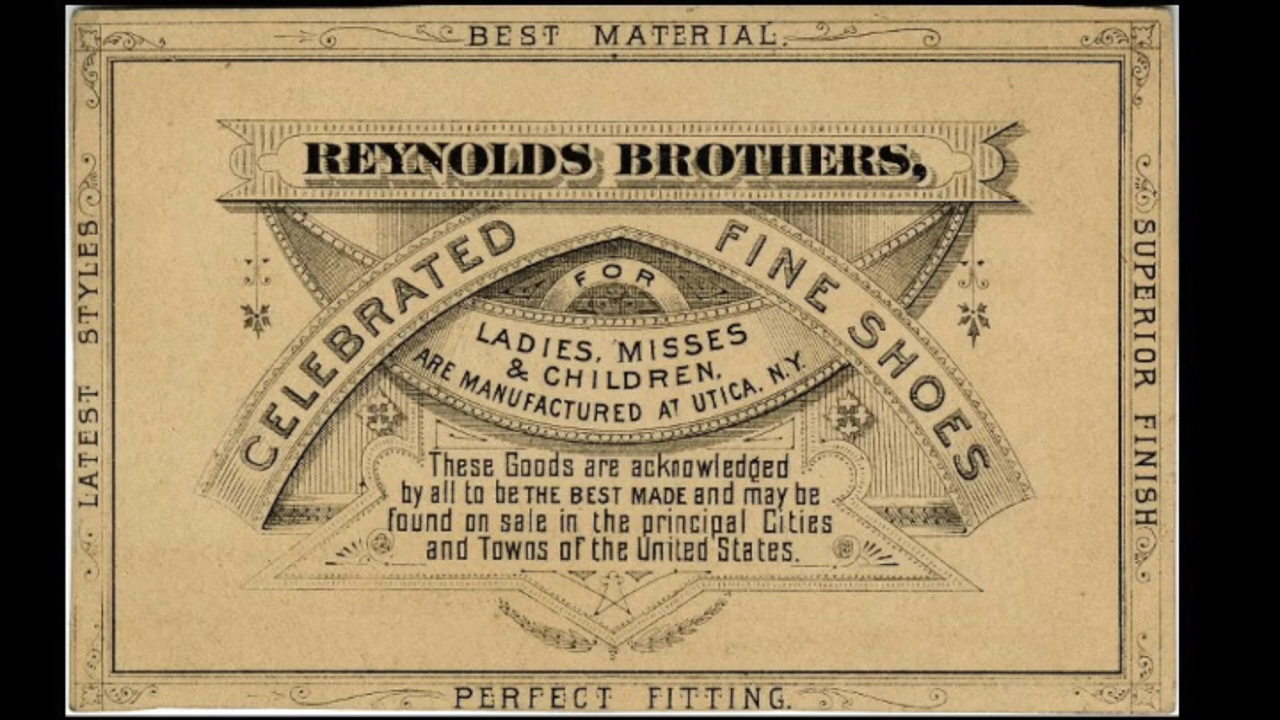 BEST MATERIAL.
REYNOLDS BROTHERS,
CELEBRATED FINE SHOES
FOR
LADIES, MISSES
& CHILDREN,
ARE MANUFACTURED AT UTICA, N.Y.
These Goods are acknowledged
by all to be THE BEST MADE and may be
found on sale in the principal Cities
and Towns of the United States.
LATEST STYLES
SUPERIOR FINISH
PERFECT FITTING.